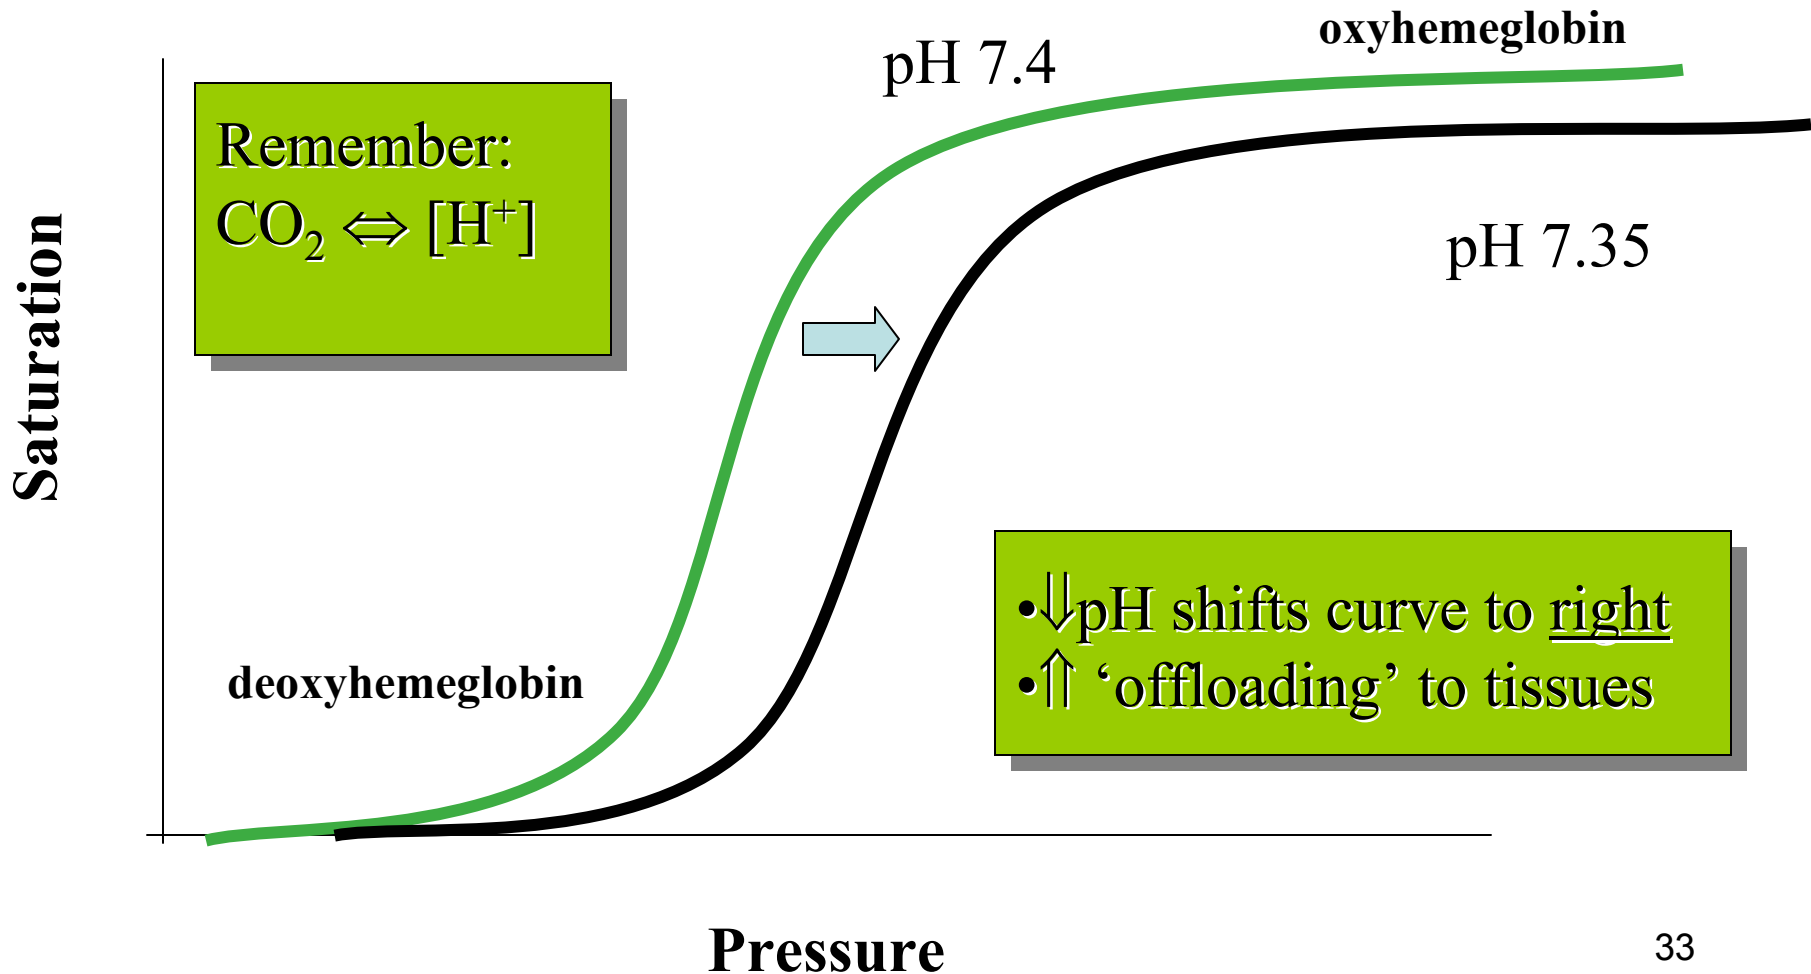 oxyhemeglobin
pH 7.4
Remember:
CO₂ ⇔ [H⁺]
pH 7.35
Saturation
•⇓pH shifts curve to right
•⇑ ‘offloading’ to tissues
deoxyhemeglobin
Pressure
33